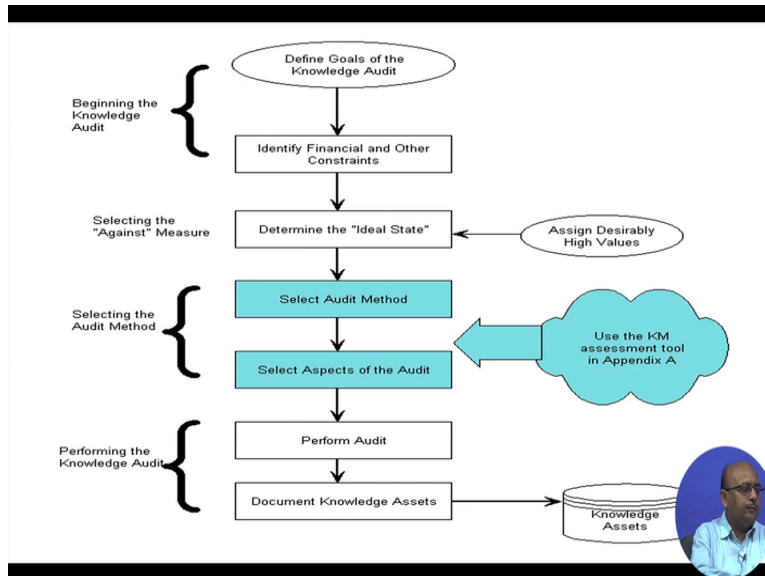 Define Goals of the
Knowledge Audit
Beginning the
Knowledge
Audit
Identify Financial and Other
Constraints
Selecting the
"Against" Measure
Determine the "Ideal State"
Assign Desirably
High Values
Selecting the
Audit Method
Select Audit Method
Select Aspects of the Audit
Use the KM
assessment tool
in Appendix A
Performing the
Knowledge Audit
Perform Audit
Document Knowledge Assets
Knowledge
Assets